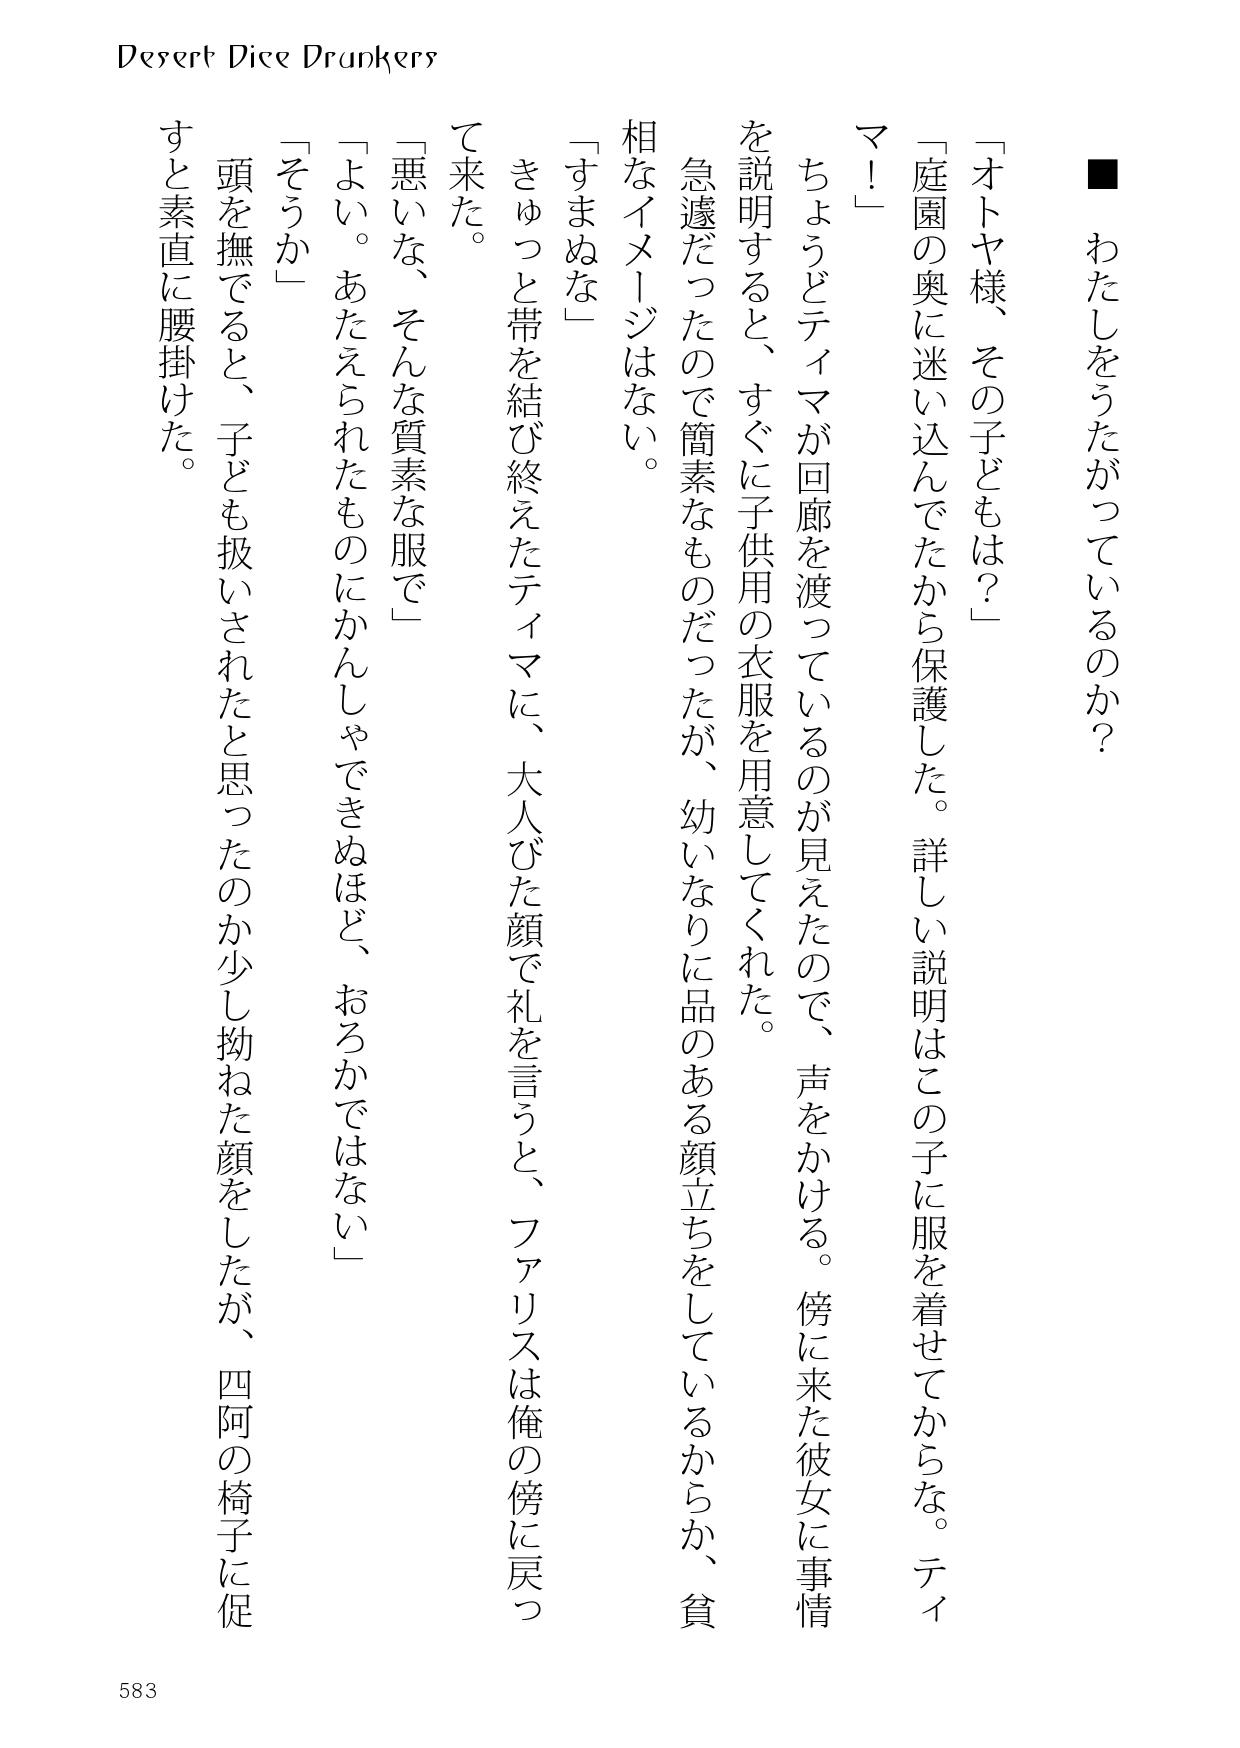 Desert Dice Drunkers
■　わたしをうたがっているのか？
「オトヤ様、その子どもは？」
「庭園の奥に迷い込んでたから保護した。詳しい説明はこの子に服を着せてからな。ティ
マ！」
　ちょうどティマが回廊を渡っているのが見えたので、声をかける。傍に来た彼女に事情
を説明すると、すぐに子供用の衣服を用意してくれた。
　急遽だったので簡素なものだったが、幼いなりに品のある顔立ちをしているからか、貧
相なイメージはない。
「すまぬな」
　きゅっと帯を結び終えたティマに、大人びた顔で礼を言うと、ファリスは俺の傍に戻っ
て来た。
「悪いな、そんな質素な服で」
「よい。あたえられたものにかんしゃできぬほど、おろかではない」
「そうか」
　頭を撫でると、子ども扱いされたと思ったのか少し拗ねた顔をしたが、四阿の椅子に促
すと素直に腰掛けた。
583